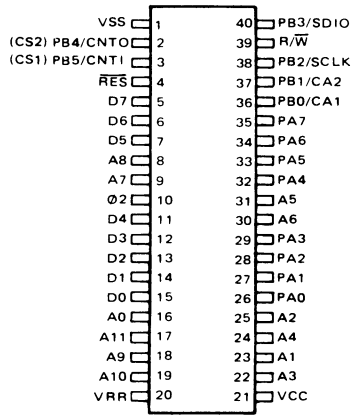 VSS 1 40 PB3/SDIO
(CS2) PB4/CNTO 2 39 R/W̅
(CS1) PB5/CNTI 3 38 PB2/SCLK
R̅E̅S̅ 4 37 PB1/CA2
D7 5 36 PB0/CA1
D6 6 35 PA7
D5 7 34 PA6
A8 8 33 PA5
A7 9 32 PA4
Ø2 10 31 A5
D4 11 30 A6
D3 12 29 PA3
D2 13 28 PA2
D1 14 27 PA1
D0 15 26 PA0
A0 16 25 A2
A11 17 24 A4
A9 18 23 A1
A10 19 22 A3
VRR 20 21 VCC